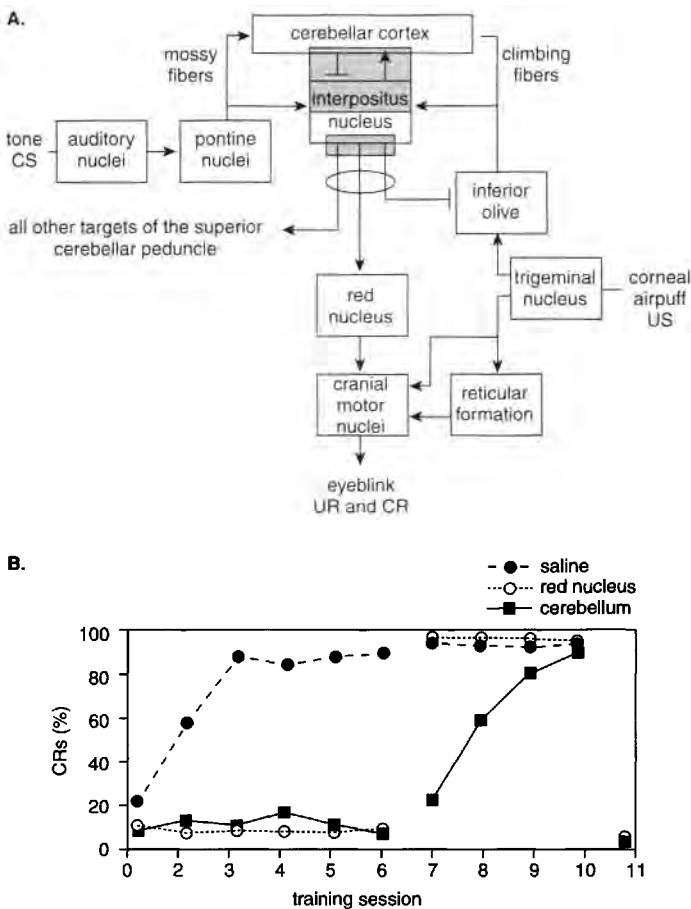 A.
cerebellar cortex
mossy
fibers
climbing
fibers
interpositus
nucleus
tone
CS
auditory
nuclei
pontine
nuclei
inferior
olive
all other targets of the superior
cerebellar peduncle
trigeminal
nucleus
corneal
airpuff
US
red
nucleus
cranial
motor
nuclei
reticular
formation
eyeblink
UR and CR
B.
saline
red nucleus
cerebellum
CRs (%)
100
80
60
40
20
0
0 2 3 4 5 6 7 8 9 10 11
training session